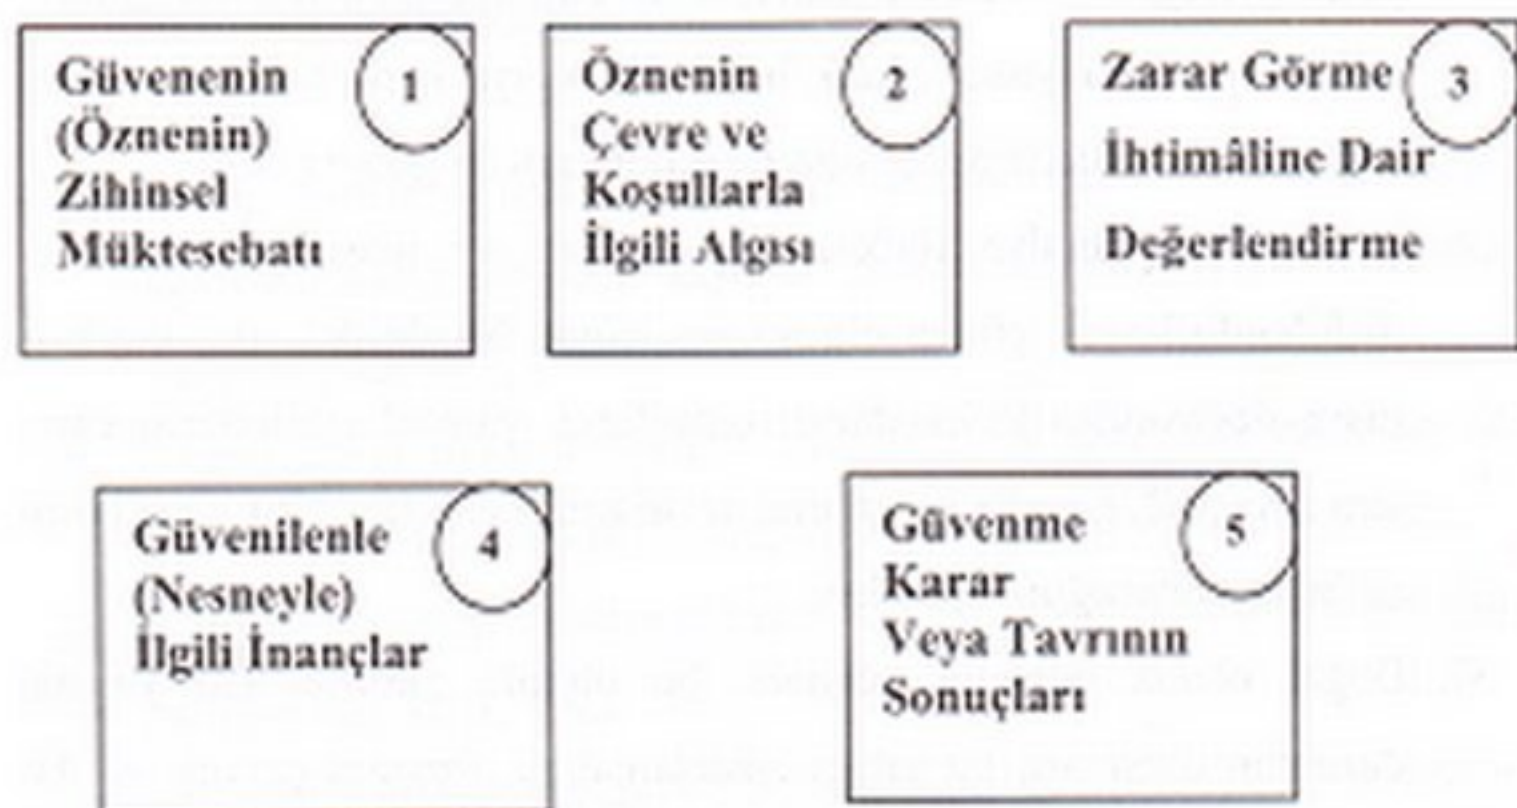 Güvenenin
(Öznenin)
Zihinsel
Müktesebatı
1
Öznenin
Çevre ve
Koşullarla
İlgili Algısı
2
Zarar Görme
İhtimâline Dair
Değerlendirme
3
Güvenilenle
(Nesneyle)
İlgili İnançlar
4
Güvenme
Karar
Veya Tavrının
Sonuçları
5